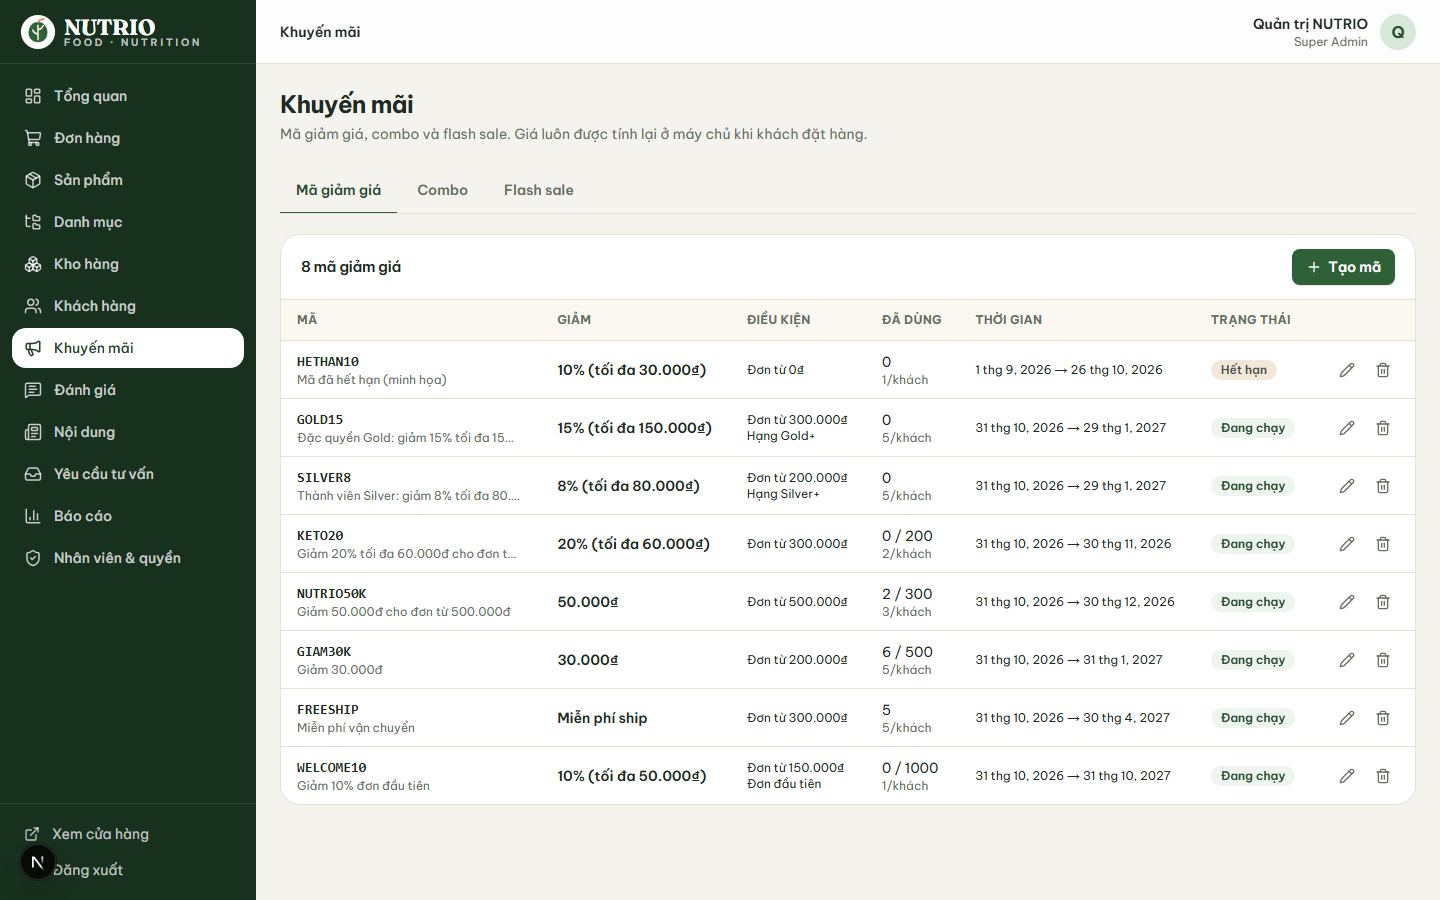 NUTRIO
FOOD · NUTRITION
Tổng quan
Đơn hàng
Sản phẩm
Danh mục
Kho hàng
Khách hàng
Khuyến mãi
Đánh giá
Nội dung
Yêu cầu tư vấn
Báo cáo
Nhân viên & quyền
Xem cửa hàng
N
Đăng xuất
Khuyến mãi
Quản trị NUTRIO
Super Admin
Q
Khuyến mãi
Mã giảm giá, combo và flash sale. Giá luôn được tính lại ở máy chủ khi khách đặt hàng.
Mã giảm giá Combo Flash sale
8 mã giảm giá
+ Tạo mã
MÃ GIẢM ĐIỀU KIỆN ĐÃ DÙNG THỜI GIAN TRẠNG THÁI
HETHAN10
Mã đã hết hạn (minh họa)
10% (tối đa 30.000₫)
Đơn từ 0₫
0
1/khách
1 thg 9, 2026 → 26 thg 10, 2026
Hết hạn
GOLD15
Đặc quyền Gold: giảm 15% tối đa 15...
15% (tối đa 150.000₫)
Đơn từ 300.000₫
Hạng Gold+
0
5/khách
31 thg 10, 2026 → 29 thg 1, 2027
Đang chạy
SILVER8
Thành viên Silver: giảm 8% tối đa 80....
8% (tối đa 80.000₫)
Đơn từ 200.000₫
Hạng Silver+
0
5/khách
31 thg 10, 2026 → 29 thg 1, 2027
Đang chạy
KETO20
Giảm 20% tối đa 60.000đ cho đơn t...
20% (tối đa 60.000₫)
Đơn từ 300.000₫
0 / 200
2/khách
31 thg 10, 2026 → 30 thg 11, 2026
Đang chạy
NUTRIO50K
Giảm 50.000đ cho đơn từ 500.000đ
50.000₫
Đơn từ 500.000₫
2 / 300
3/khách
31 thg 10, 2026 → 30 thg 12, 2026
Đang chạy
GIAM30K
Giảm 30.000đ
30.000₫
Đơn từ 200.000₫
6 / 500
5/khách
31 thg 10, 2026 → 31 thg 1, 2027
Đang chạy
FREESHIP
Miễn phí vận chuyển
Miễn phí ship
Đơn từ 300.000₫
5
5/khách
31 thg 10, 2026 → 30 thg 4, 2027
Đang chạy
WELCOME10
Giảm 10% đơn đầu tiên
10% (tối đa 50.000₫)
Đơn từ 150.000₫
Đơn đầu tiên
0 / 1000
1/khách
31 thg 10, 2026 → 31 thg 10, 2027
Đang chạy